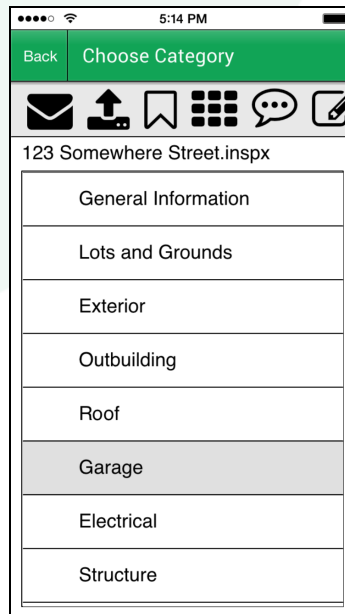 5:14 PM
Back Choose Category
123 Somewhere Street.inspx
General Information
Lots and Grounds
Exterior
Outbuilding
Roof
Garage
Electrical
Structure